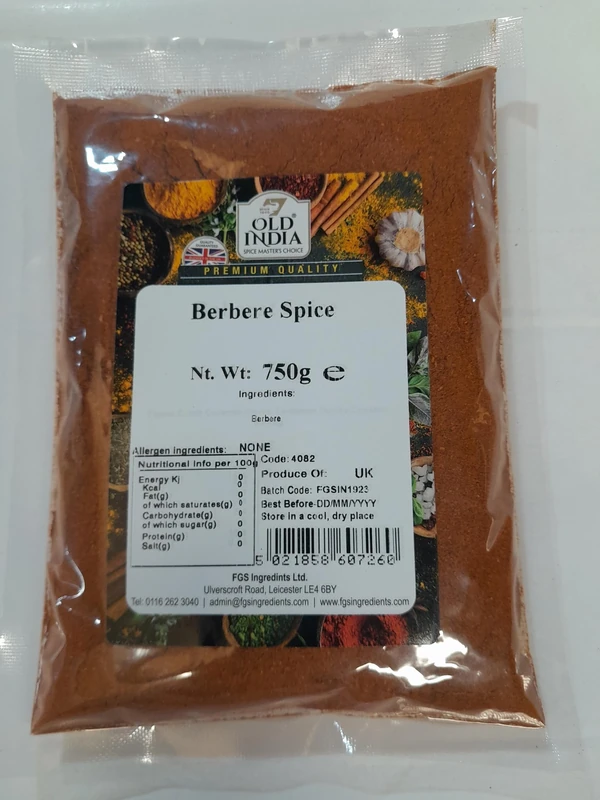 OLD
INDIA
SPICE MASTER'S CHOICE
PREMIUM QUALITY
Berbere Spice
Nt. Wt: 750g ℮
Ingredients:
Berbere
Allergen ingredients: NONE
Nutritional Info per 100g
Energy Kj 0
Kcal 0
Fat(g) 0
of which saturates(g) 0
Carbohydrate(g) 0
of which sugar(g) 0
Protein(g) 0
Salt(g) 0
Code: 4082
Produce Of: UK
Batch Code: FGSIN1923
Best Before-DD/MM/YYYY
Store in a cool, dry place
5 021858 607260
FGS Ingredints Ltd.
Ulverscroft Road, Leicester LE4 6BY
Tel: 0116 262 3040 | admin@fgsingredients.com | www.fgsingredients.com